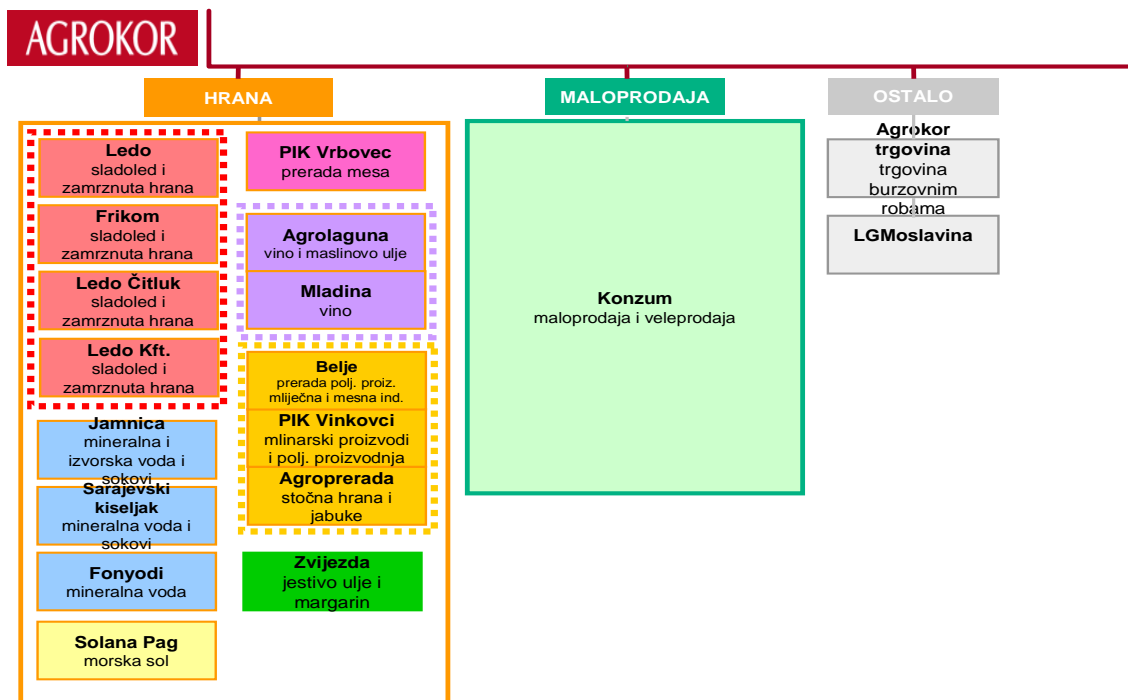 AGROKOR
HRANA
MALOPRODAJA
OSTALO
Ledo
sladoled i
zamrznuta hrana
Frikom
sladoled i
zamrznuta hrana
Ledo Čitluk
sladoled i
zamrznuta hrana
Ledo Kft.
sladoled i
zamrznuta hrana
Jamnica
mineralna i
izvorska voda i
sokovi
Sarajevski
kiseljak
mineralna voda i
sokovi
Fonyodi
mineralna voda
Solana Pag
morska sol
PIK Vrbovec
prerada mesa
Agrolaguna
vino i maslinovo ulje
Mladina
vino
Belje
prerada polj. proiz.
mliječna i mesna ind.
PIK Vinkovci
mlinarski proizvodi
i polj. proizvodnja
Agroprerada
stočna hrana i
jabuke
Zvijezda
jestivo ulje i
margarin
Konzum
maloprodaja i veleprodaja
Agrokor
trgovina
trgovina
burzovnim
robama
LGMoslavina